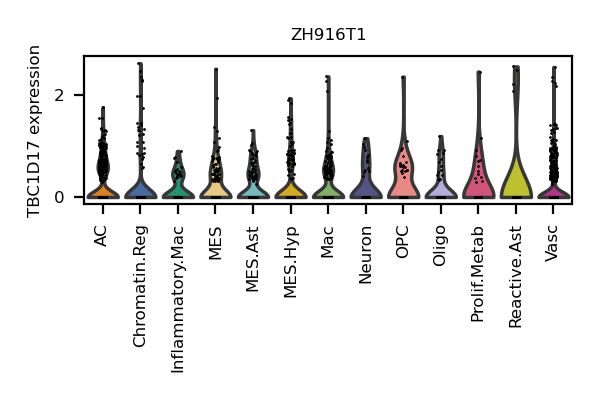 ZH916T1
TBC1D17 expression
2
0
AC
Chromatin.Reg
Inflammatory.Mac
MES
MES.Ast
MES.Hyp
Mac
Neuron
OPC
Oligo
Prolif.Metab
Reactive.Ast
Vasc